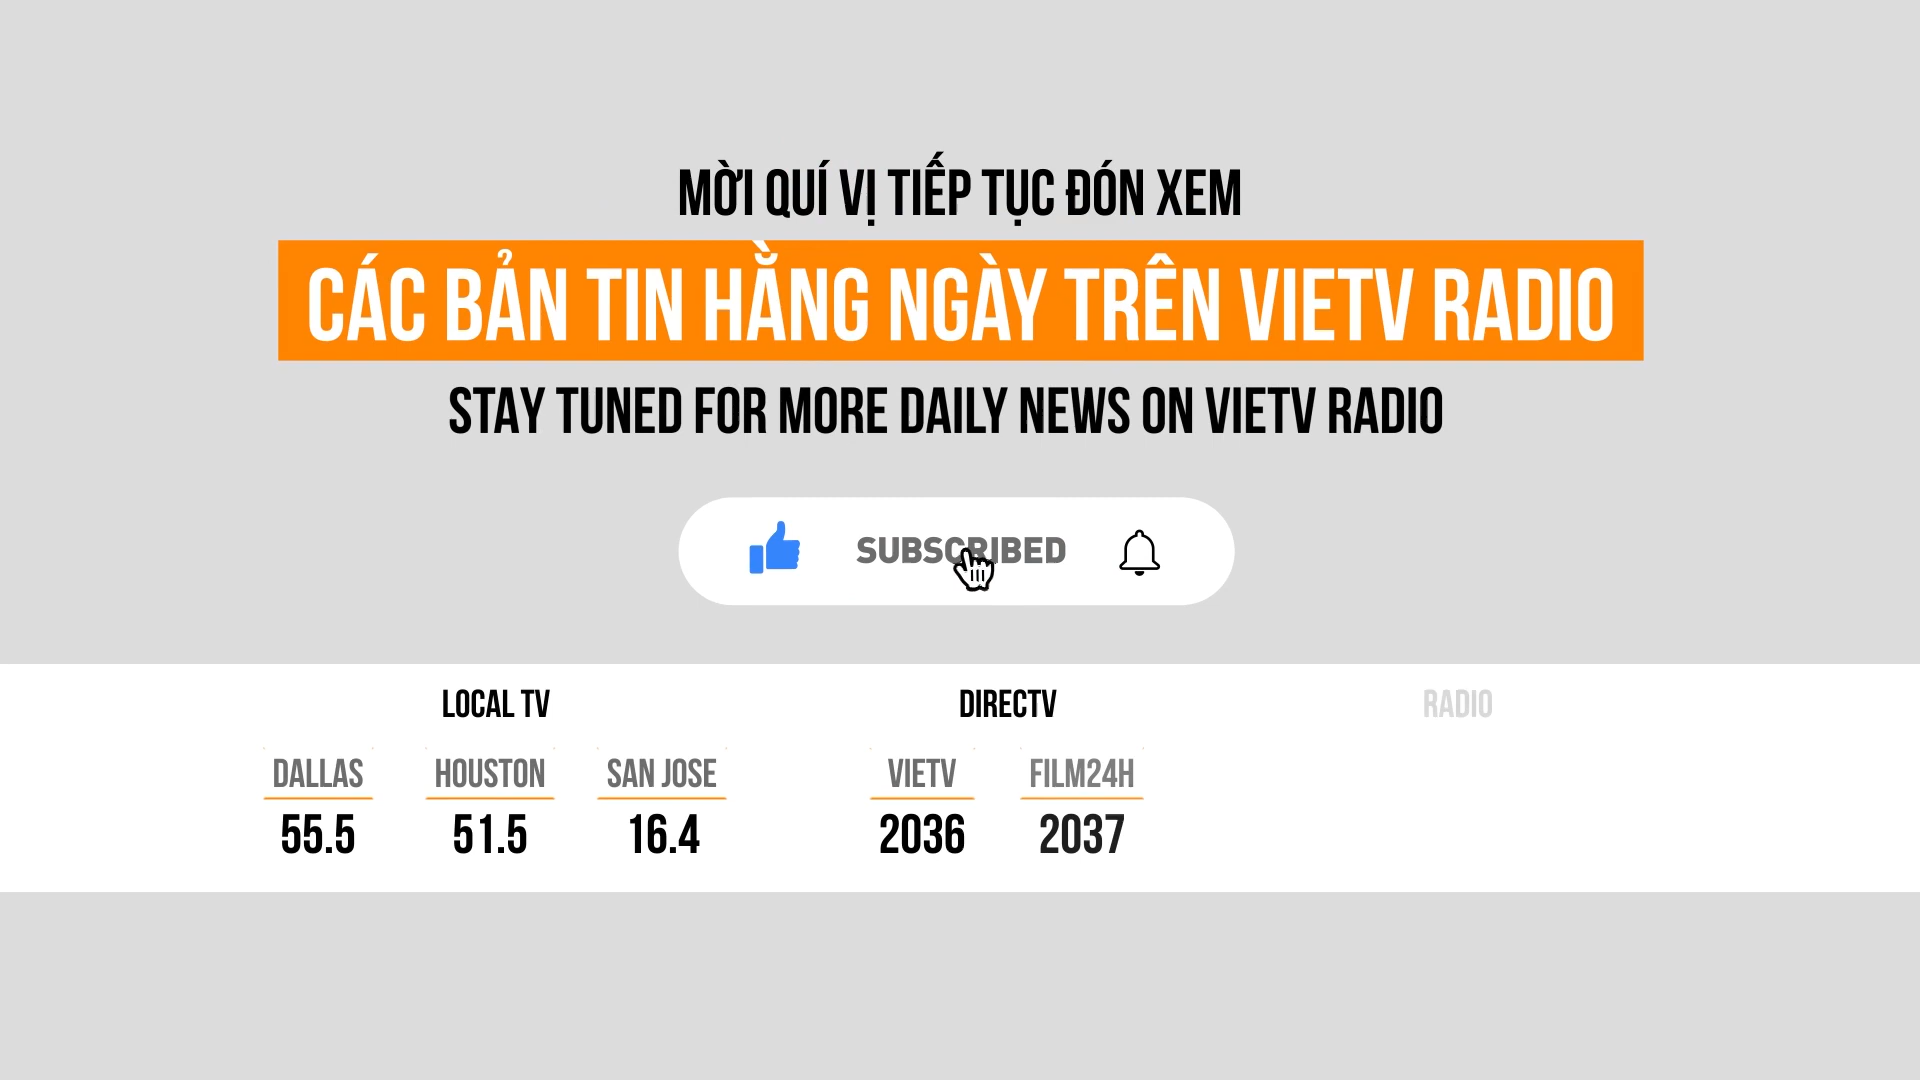 MỜI QUÍ VỊ TIẾP TỤC ĐÓN XEM
CÁC BẢN TIN HẰNG NGÀY TRÊN VIETV RADIO
STAY TUNED FOR MORE DAILY NEWS ON VIETV RADIO
SUBSCRIBED
LOCAL TV DIRECTV RADIO
DALLAS HOUSTON SAN JOSE VIETV FILM24H
55.5 51.5 16.4 2036 2037